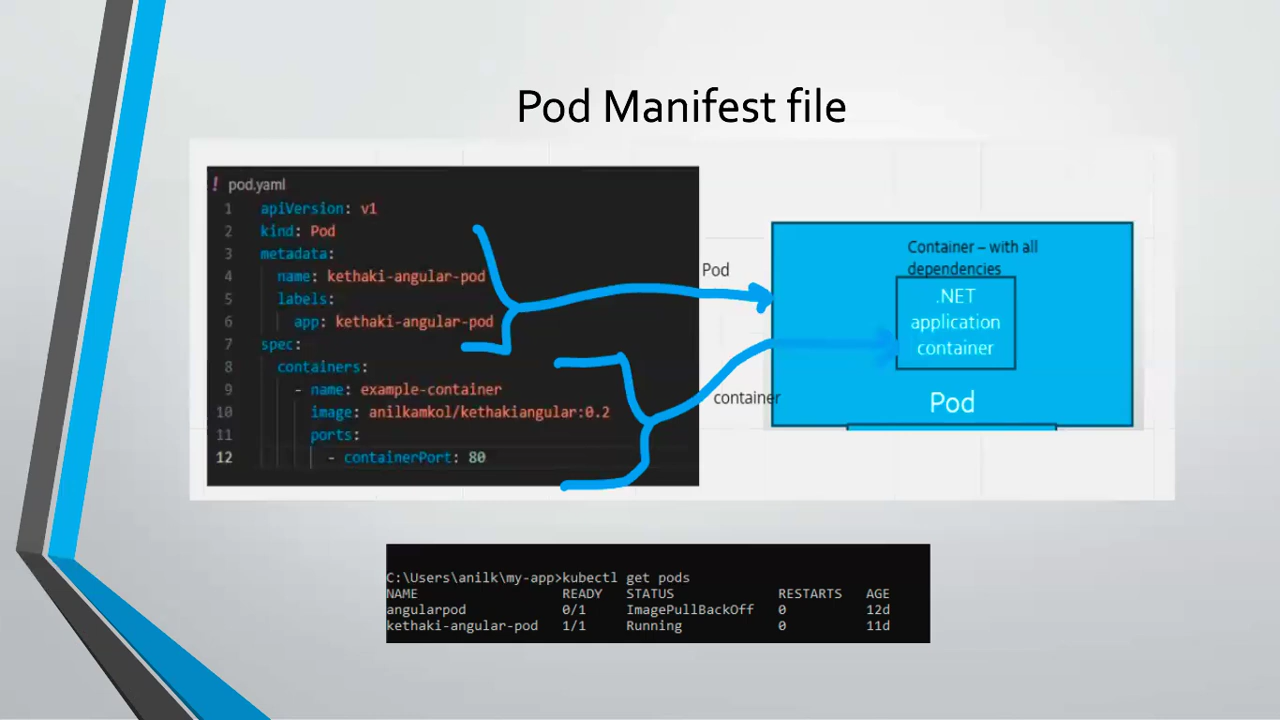 Pod Manifest file
! pod.yaml
1 apiVersion: v1
2 kind: Pod
3 metadata:
4 name: kethaki-angular-pod
5 labels:
6 app: kethaki-angular-pod
7 spec:
8 containers:
9 - name: example-container
10 image: anilkamkol/kethakiangular:0.2
11 ports:
12 - containerPort: 80
Pod
container
Container – with all
dependencies
.NET
application
container
Pod
C:\Users\anilk\my-app>kubectl get pods
NAME READY STATUS RESTARTS AGE
angularpod 0/1 ImagePullBackOff 0 12d
kethaki-angular-pod 1/1 Running 0 11d